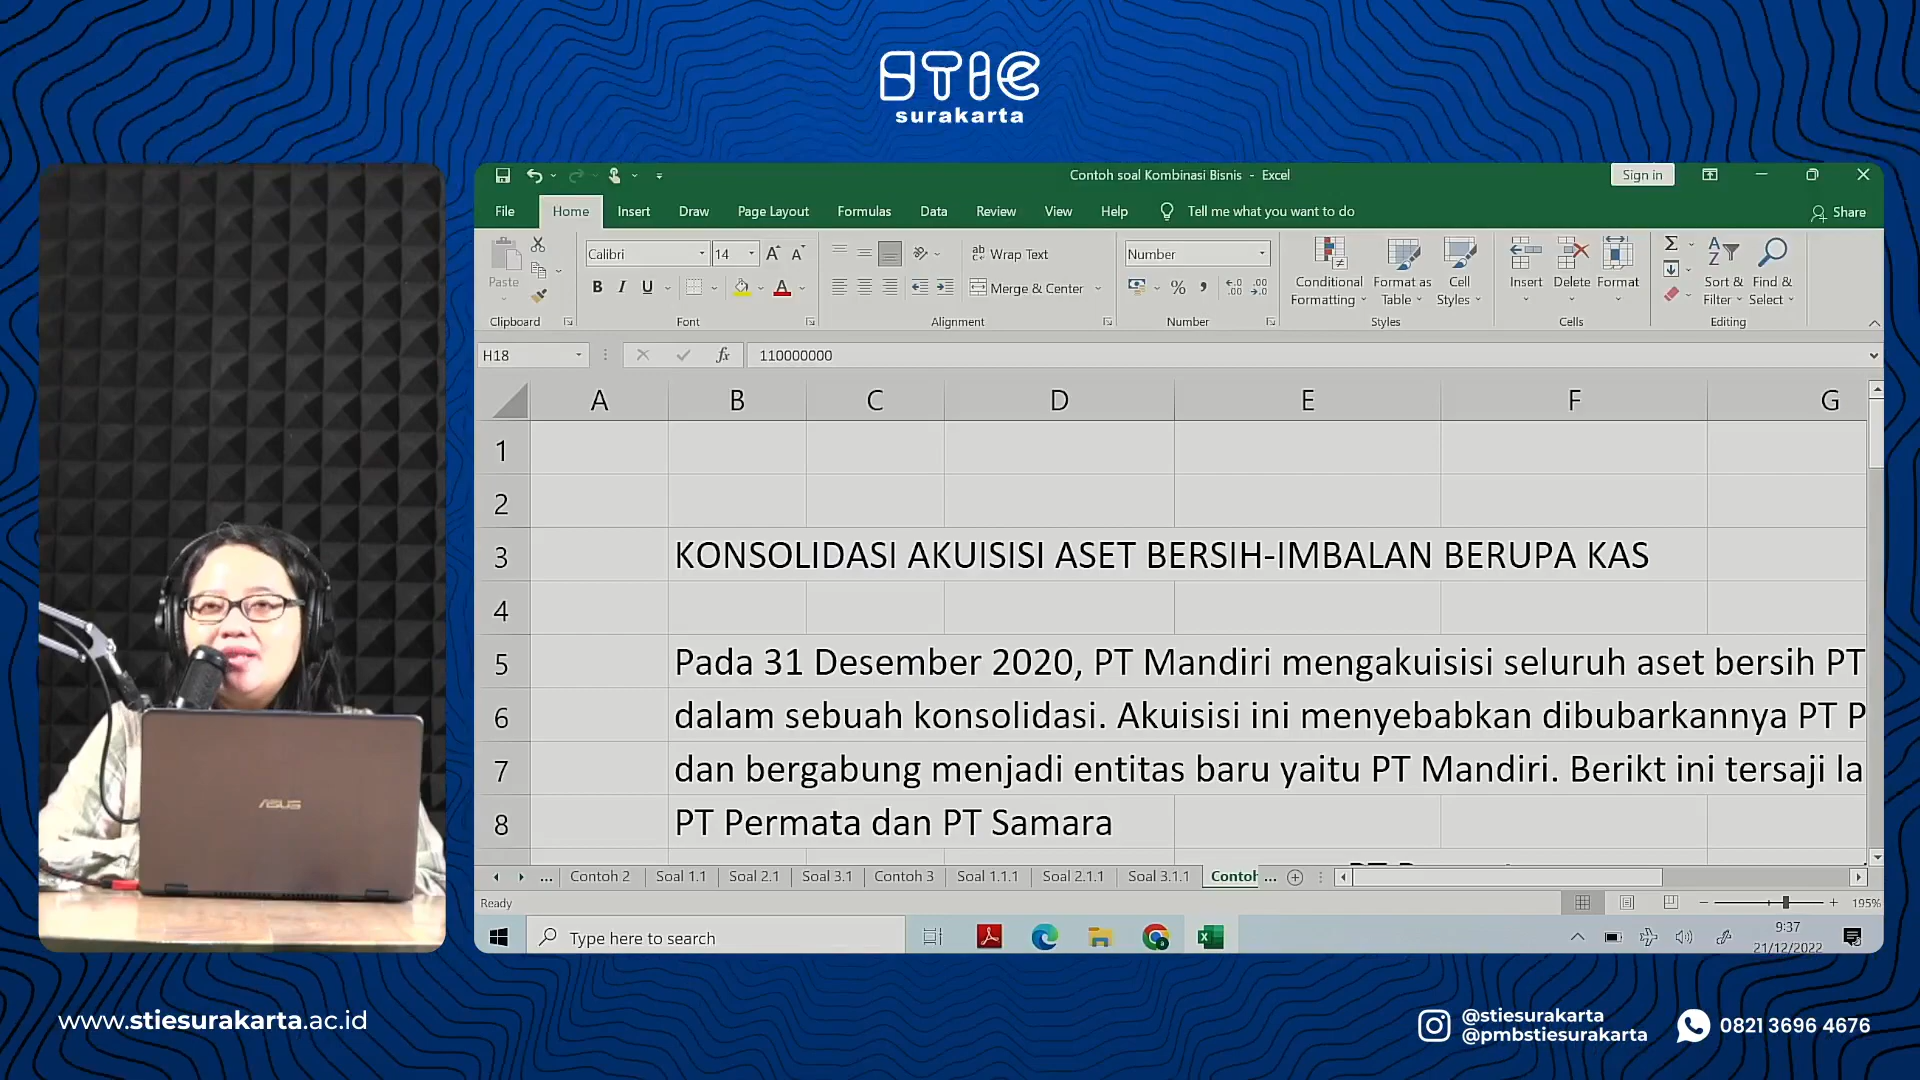 STIE
surakarta
Contoh soal Kombinasi Bisnis - Excel
Sign in
File Home Insert Draw Page Layout Formulas Data Review View Help Tell me what you want to do
Share
Paste
Calibri 14
B I U
Wrap Text
Merge & Center
Number
Conditional Formatting
Format as Table
Cell Styles
Insert
Delete
Format
Sort & Filter
Find & Select
Clipboard Font Alignment Number Styles Cells Editing
H18 fx 110000000
A B C D E F G
1
2
3 KONSOLIDASI AKUISISI ASET BERSIH-IMBALAN BERUPA KAS
4
5 Pada 31 Desember 2020, PT Mandiri mengakuisisi seluruh aset bersih PT
6 dalam sebuah konsolidasi. Akuisisi ini menyebabkan dibubarkannya PT P
7 dan bergabung menjadi entitas baru yaitu PT Mandiri. Berikt ini tersaji la
8 PT Permata dan PT Samara
... Contoh 2 Soal 1.1 Soal 2.1 Soal 3.1 Contoh 3 Soal 1.1.1 Soal 2.1.1 Soal 3.1.1 Contoh ...
Ready
195%
Type here to search
9:37
21/12/2022
ASUS
www.stiesurakarta.ac.id
@stiesurakarta
@pmbstiesurakarta
0821 3696 4676